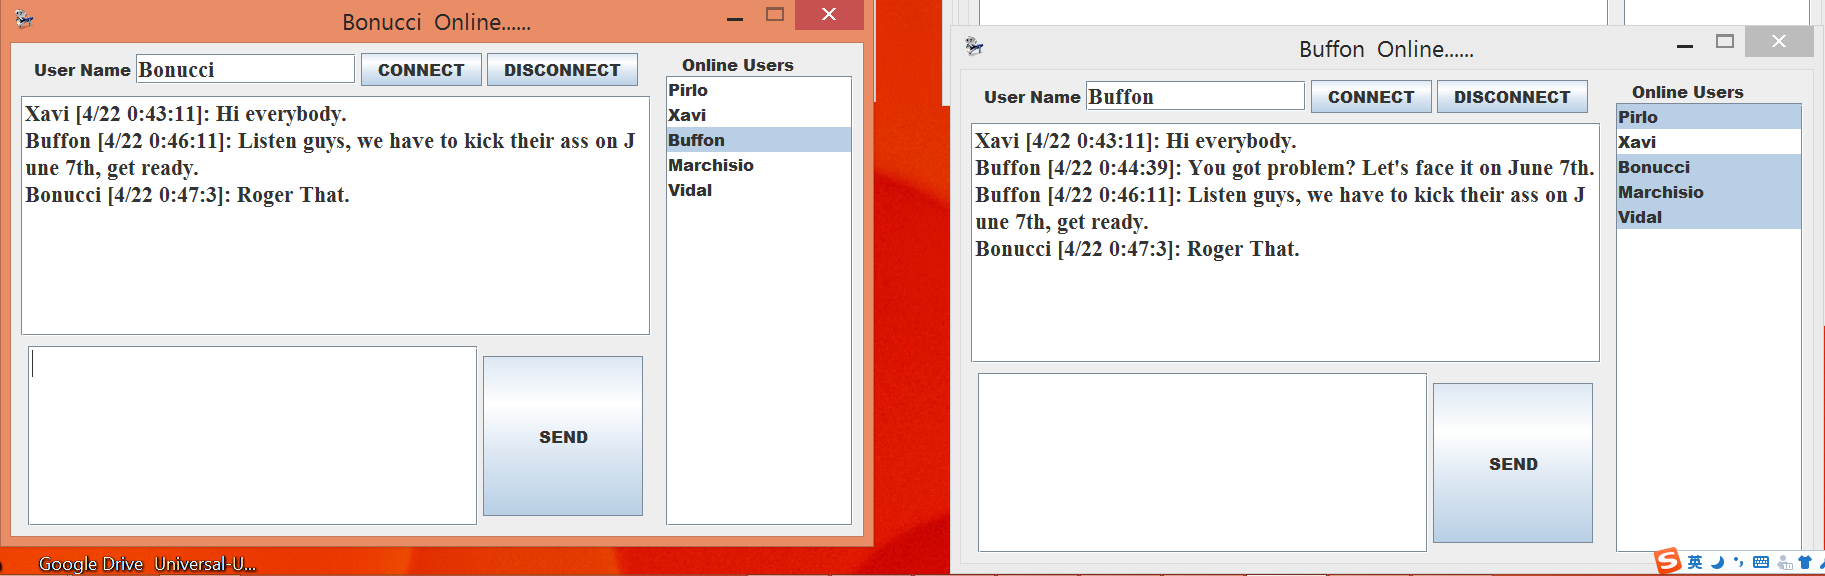 Bonucci  Online......
User Name Bonucci CONNECT DISCONNECT
Online Users
Pirlo
Xavi
Buffon
Marchisio
Vidal
Xavi [4/22 0:43:11]: Hi everybody.
Buffon [4/22 0:46:11]: Listen guys, we have to kick their ass on J
une 7th, get ready.
Bonucci [4/22 0:47:3]: Roger That.
SEND
Google Drive Universal-U...
Buffon  Online......
User Name Buffon CONNECT DISCONNECT
Online Users
Pirlo
Xavi
Bonucci
Marchisio
Vidal
Xavi [4/22 0:43:11]: Hi everybody.
Buffon [4/22 0:44:39]: You got problem? Let's face it on June 7th.
Buffon [4/22 0:46:11]: Listen guys, we have to kick their ass on J
une 7th, get ready.
Bonucci [4/22 0:47:3]: Roger That.
SEND
S 英